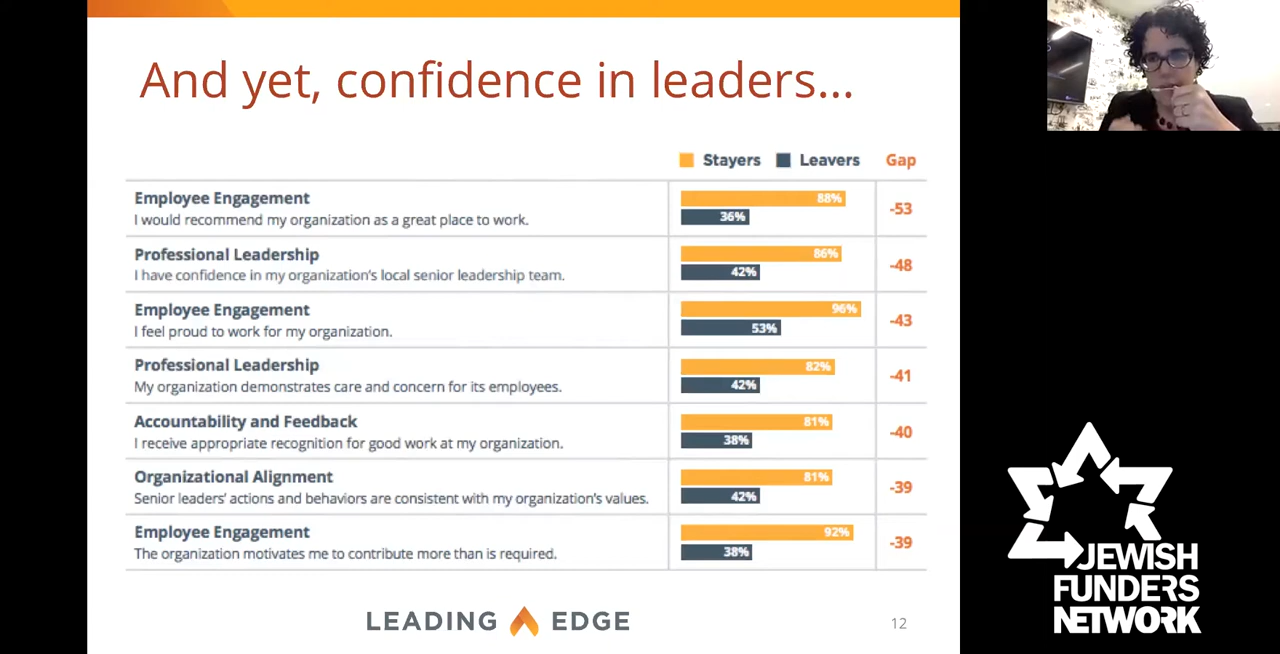 And yet, confidence in leaders...
Stayers Leavers Gap
Employee Engagement
I would recommend my organization as a great place to work.
88%
36%
-53
Professional Leadership
I have confidence in my organization's local senior leadership team.
86%
42%
-48
Employee Engagement
I feel proud to work for my organization.
96%
53%
-43
Professional Leadership
My organization demonstrates care and concern for its employees.
82%
42%
-41
Accountability and Feedback
I receive appropriate recognition for good work at my organization.
81%
38%
-40
Organizational Alignment
Senior leaders' actions and behaviors are consistent with my organization's values.
81%
42%
-39
Employee Engagement
The organization motivates me to contribute more than is required.
92%
38%
-39
LEADING EDGE
12
JEWISH
FUNDERS
NETWORK